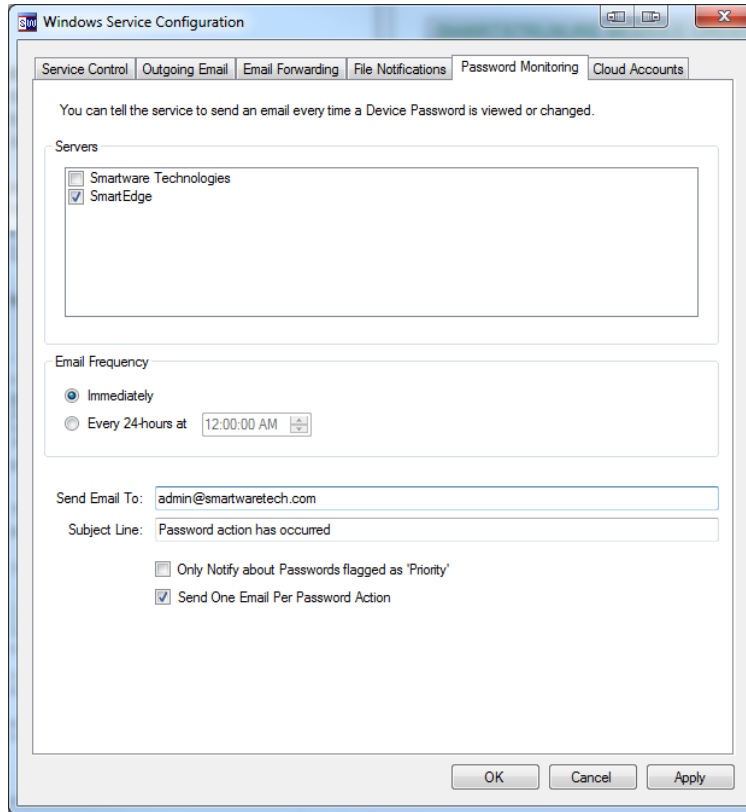 SW Windows Service Configuration
Service Control Outgoing Email Email Forwarding File Notifications Password Monitoring Cloud Accounts
You can tell the service to send an email every time a Device Password is viewed or changed.
Servers
Smartware Technologies
SmartEdge
Email Frequency
Immediately
Every 24-hours at 12:00:00 AM
Send Email To: admin@smartwaretech.com
Subject Line: Password action has occurred
Only Notify about Passwords flagged as 'Priority'
Send One Email Per Password Action
OK Cancel Apply